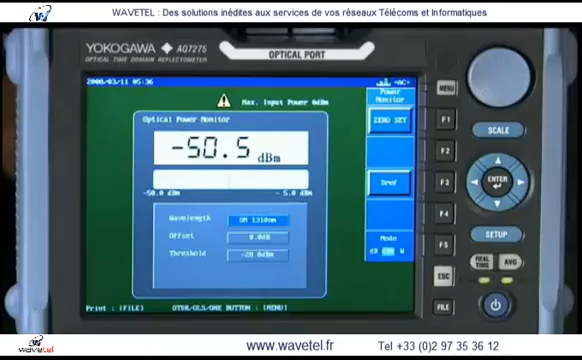 WAVETEL : Des solutions inédites aux services de vos réseaux Télécoms et Informatiques
YOKOGAWA AQ7275
OPTICAL TIME DOMAIN REFLECTOMETER
OPTICAL PORT
2008/03/11 05:36
-AC-
Max. Input Power 0dBm
Power Monitor
MENU
Optical Power Monitor
ZERO SET
F1
-50.5 dBm
SCALE
F2
-50.0 dBm
- 5.0 dBm
Dref
F3
ENTER
Wavelength SM 1310nm
F4
Offset 0.0dB
Mode
SETUP
Threshold -20.0dBm
dB
W
F5
REAL TIME
AVG
ESC
Print : [FILE]
OTDR/OLS/ONE BUTTON : [MENU]
FILE
wavetel
www.wavetel.fr
Tel +33 (0)2 97 35 36 12